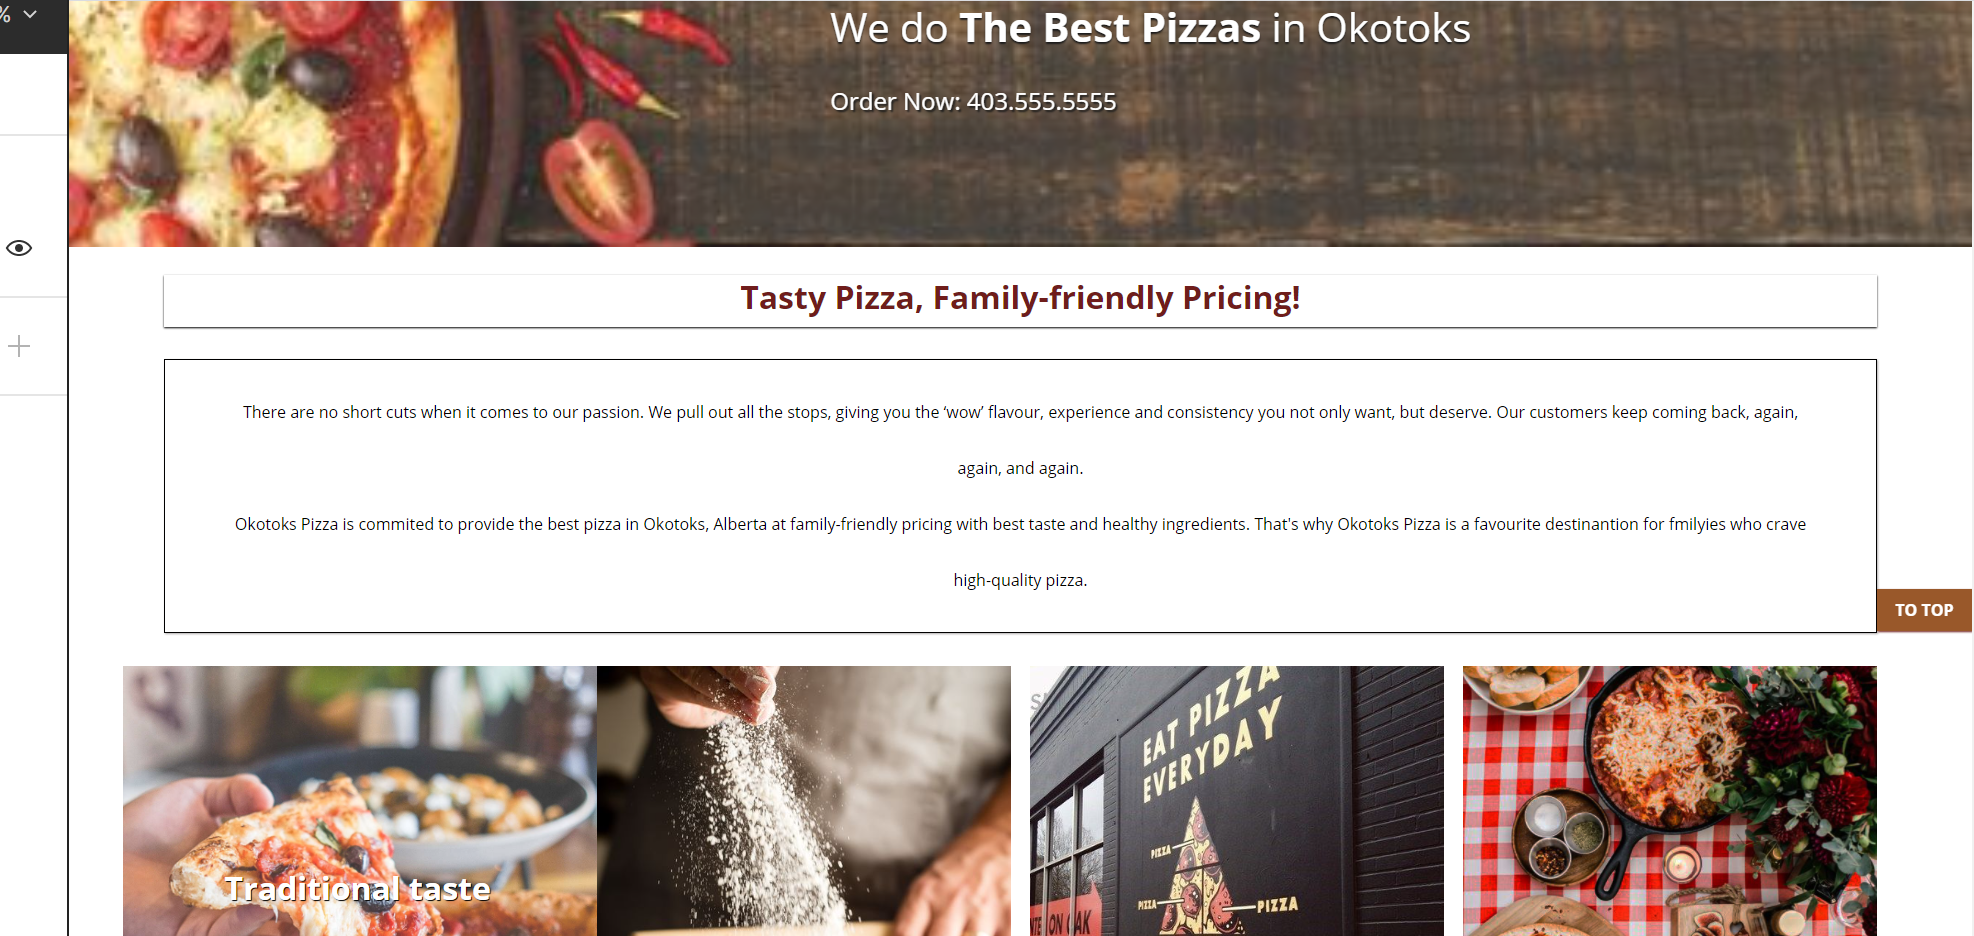 %
We do The Best Pizzas in Okotoks
Order Now: 403.555.5555
Tasty Pizza, Family-friendly Pricing!
There are no short cuts when it comes to our passion. We pull out all the stops, giving you the ‘wow’ flavour, experience and consistency you not only want, but deserve. Our customers keep coming back, again,
again, and again.
Okotoks Pizza is commited to provide the best pizza in Okotoks, Alberta at family-friendly pricing with best taste and healthy ingredients. That's why Okotoks Pizza is a favourite destinantion for fmilyies who crave
high-quality pizza.
TO TOP
Traditional taste
EAT PIZZA
EVERYDAY
PIZZA
PIZZA
PIZZA
ON OAK